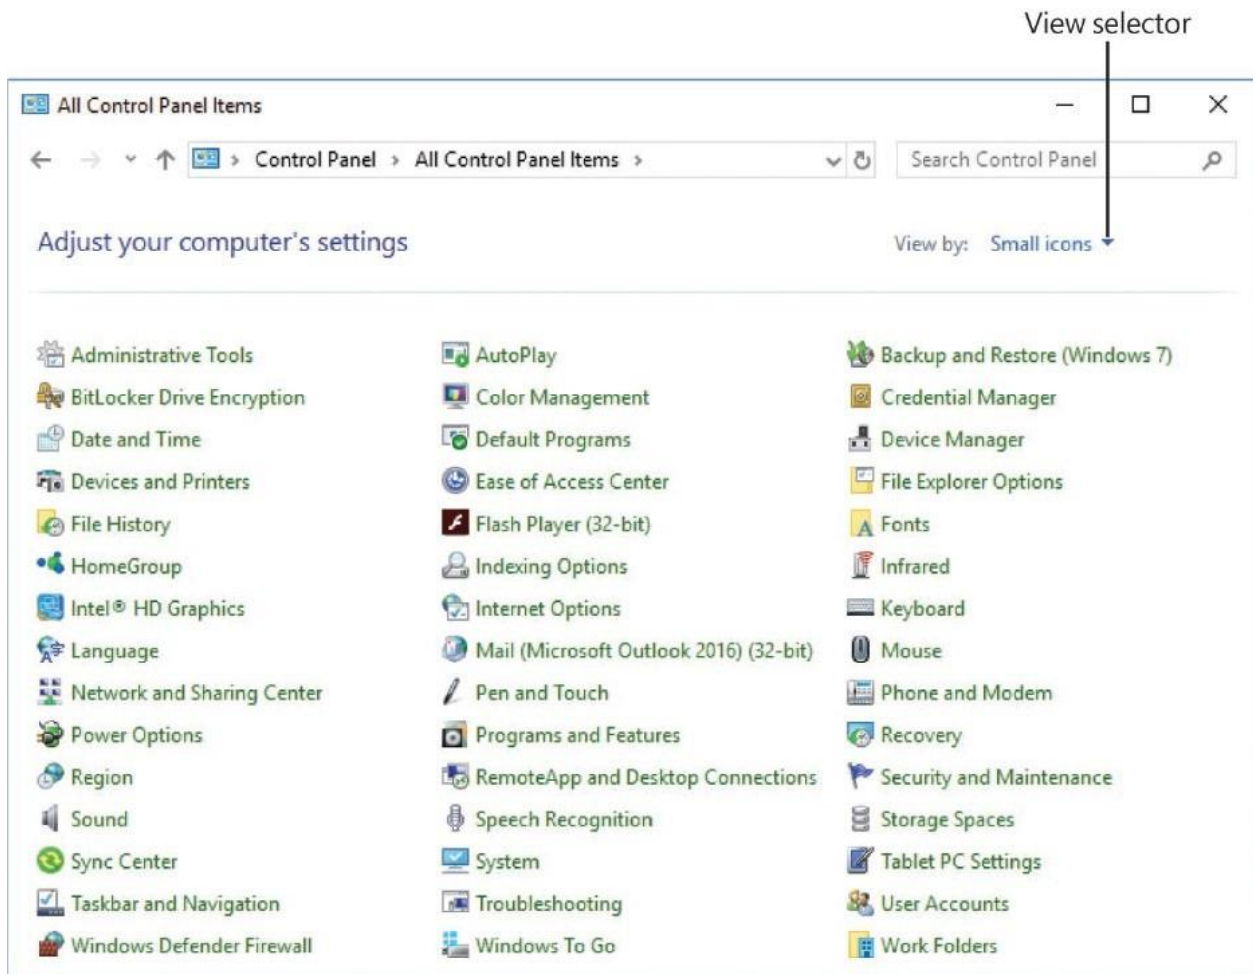 View selector
All Control Panel Items
Control Panel > All Control Panel Items >
Search Control Panel
Adjust your computer's settings
View by: Small icons
Administrative Tools
AutoPlay
Backup and Restore (Windows 7)
BitLocker Drive Encryption
Color Management
Credential Manager
Date and Time
Default Programs
Device Manager
Devices and Printers
Ease of Access Center
File Explorer Options
File History
Flash Player (32-bit)
Fonts
HomeGroup
Indexing Options
Infrared
Intel® HD Graphics
Internet Options
Keyboard
Language
Mail (Microsoft Outlook 2016) (32-bit)
Mouse
Network and Sharing Center
Pen and Touch
Phone and Modem
Power Options
Programs and Features
Recovery
Region
RemoteApp and Desktop Connections
Security and Maintenance
Sound
Speech Recognition
Storage Spaces
Sync Center
System
Tablet PC Settings
Taskbar and Navigation
Troubleshooting
User Accounts
Windows Defender Firewall
Windows To Go
Work Folders